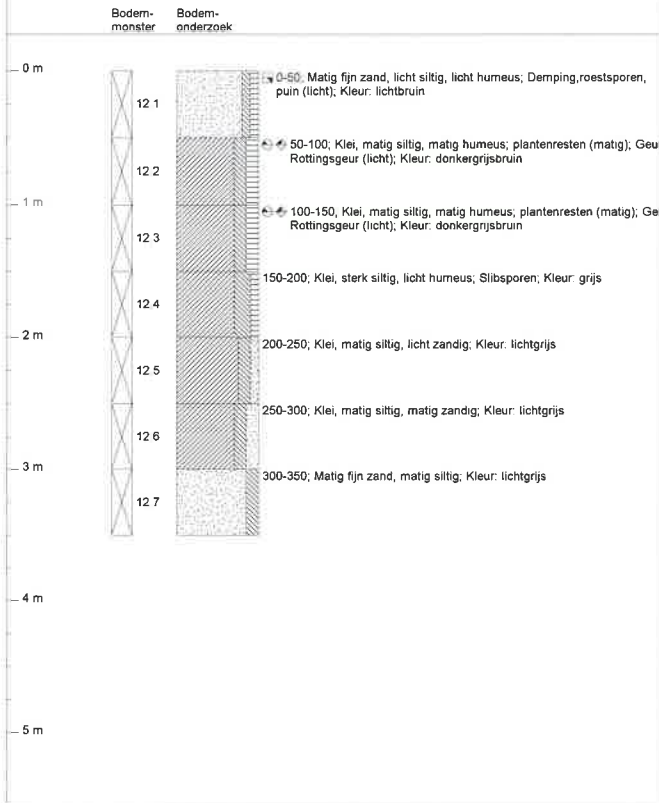 Bodem-
monster
Bodem-
onderzoek
0 m
0-50; Matig fijn zand, licht siltig, licht humeus; Demping,roestsporen,
puin (licht); Kleur: lichtbruin
12 1
50-100; Klei, matig siltig, matig humeus; plantenresten (matig); Geu
Rottingsgeur (licht); Kleur: donkergrijsbruin
12 2
1 m
100-150, Klei, matig siltig, matig humeus; plantenresten (matig); Ge
Rottingsgeur (licht); Kleur: donkergrijsbruin
12 3
150-200; Klei, sterk siltig, licht humeus; Slibsporen; Kleur: grijs
12.4
2 m
200-250; Klei, matig siltig, licht zandig; Kleur: lichtgrijs
12 5
250-300; Klei, matig siltig, matig zandig; Kleur: lichtgrijs
12 6
3 m
300-350; Matig fijn zand, matig siltig; Kleur: lichtgrijs
12 7
4 m
5 m